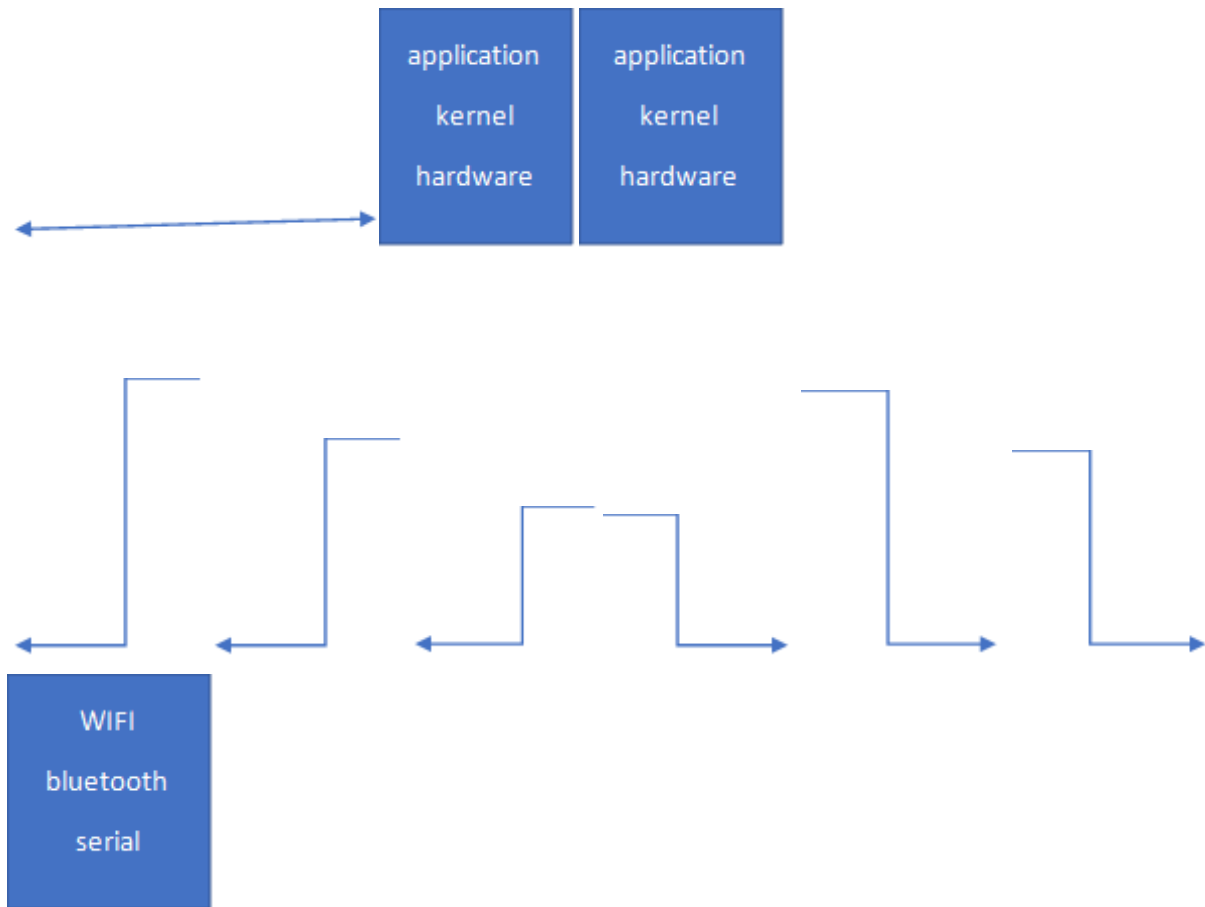 application
kernel
hardware
application
kernel
hardware
WIFI
bluetooth
serial